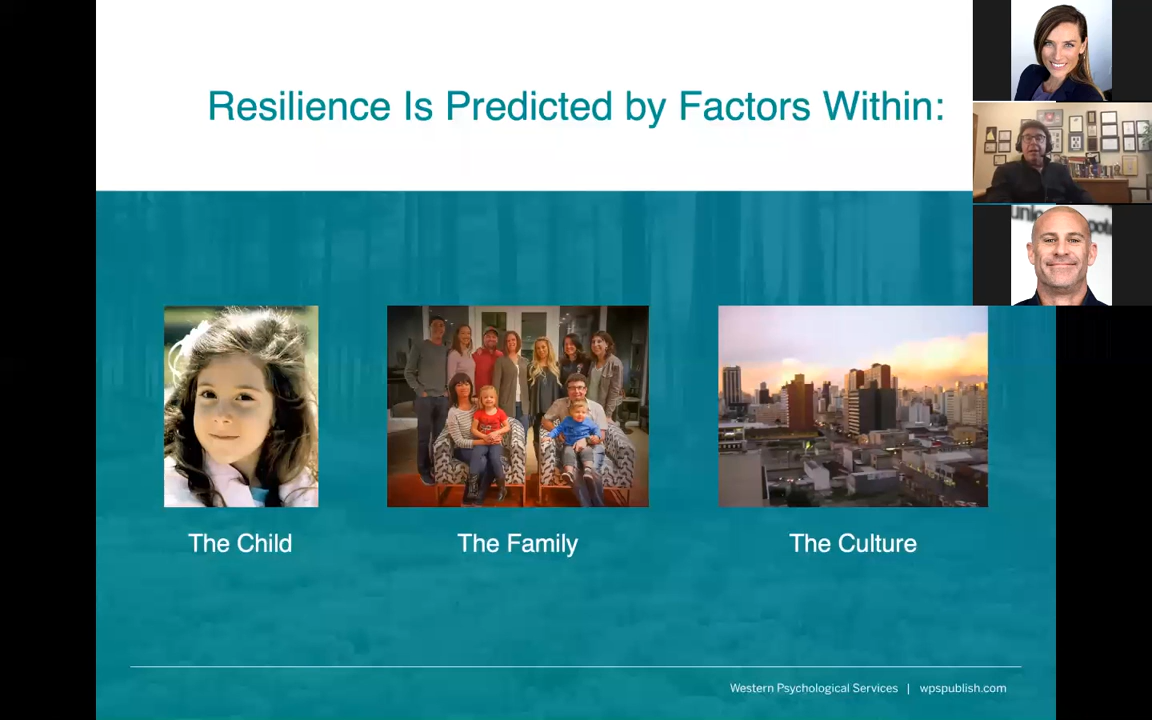 Resilience Is Predicted by Factors Within:
The Child
The Family
The Culture
Western Psychological Services | wpspublish.com